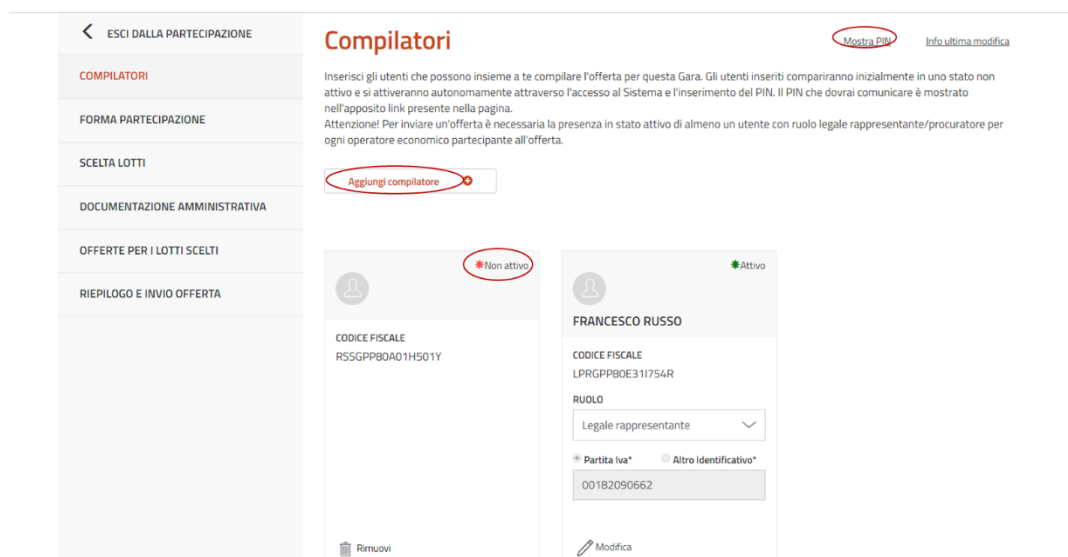 ESCI DALLA PARTECIPAZIONE
COMPILATORI
FORMA PARTECIPAZIONE
SCELTA LOTTI
DOCUMENTAZIONE AMMINISTRATIVA
OFFERTE PER I LOTTI SCELTI
RIEPILOGO E INVIO OFFERTA
Compilatori
Mostra PIN
Info ultima modifica
Inserisci gli utenti che possono insieme a te compilare l'offerta per questa Gara. Gli utenti inseriti compariranno inizialmente in uno stato non
attivo e si attiveranno autonomamente attraverso l'accesso al Sistema e l'inserimento del PIN. Il PIN che dovrai comunicare è mostrato
nell'apposito link presente nella pagina.
Attenzione! Per inviare un'offerta è necessaria la presenza in stato attivo di almeno un utente con ruolo legale rappresentante/procuratore per
ogni operatore economico partecipante all'offerta.
Aggiungi compilatore
Non attivo
CODICE FISCALE
RSSGPP80A01H501Y
Rimuovi
Attivo
FRANCESCO RUSSO
CODICE FISCALE
LPRGPP80E31I754R
RUOLO
Legale rappresentante
Partita Iva* Altro Identificativo*
00182090662
Modifica